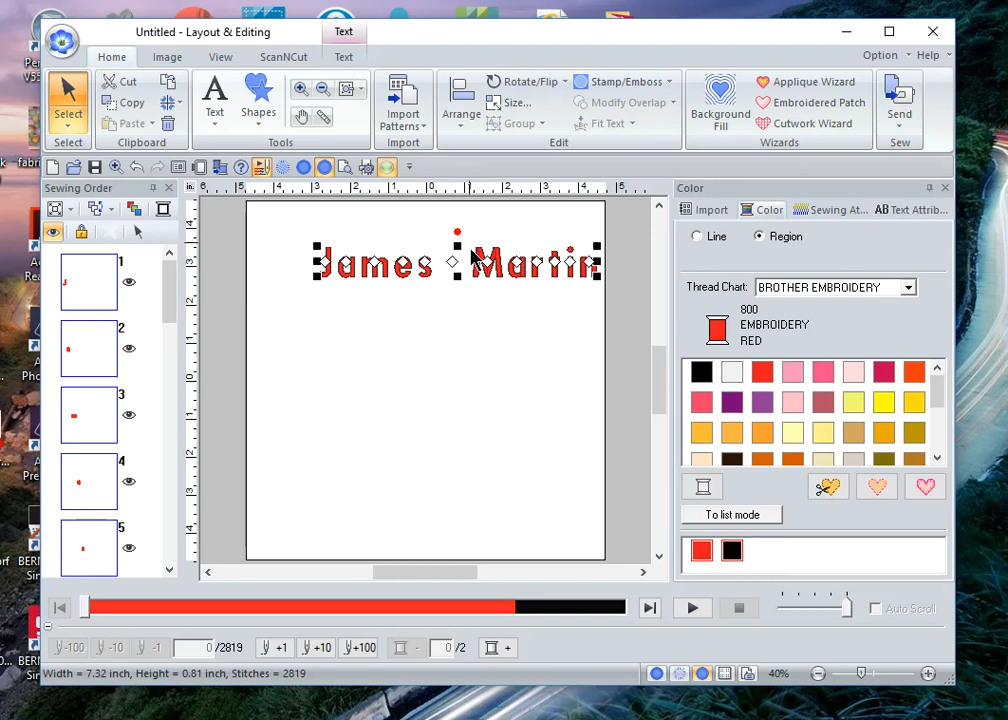 Untitled - Layout & Editing
Text
Option
Help
Home
Image
View
ScanNCut
Text
Select
Cut
Copy
Paste
Text
Shapes
Import
Patterns
Arrange
Rotate/Flip
Size...
Group
Stamp/Emboss
Modify Overlap
Fit Text
Background
Fill
Applique Wizard
Embroidered Patch
Cutwork Wizard
Send
Select
Clipboard
Tools
Import
Edit
Wizards
Sew
Sewing Order
Color
Import
Color
Sewing At...
Text Attrib...
Line
Region
Thread Chart:
BROTHER EMBROIDERY
800
EMBROIDERY
RED
James Martin
1
2
3
4
5
To list mode
Auto Scroll
-100
-10
-1
0
/2819
+1
+10
+100
-
0
/2
+
Width = 7.32 inch, Height = 0.81 inch, Stitches = 2819
40%